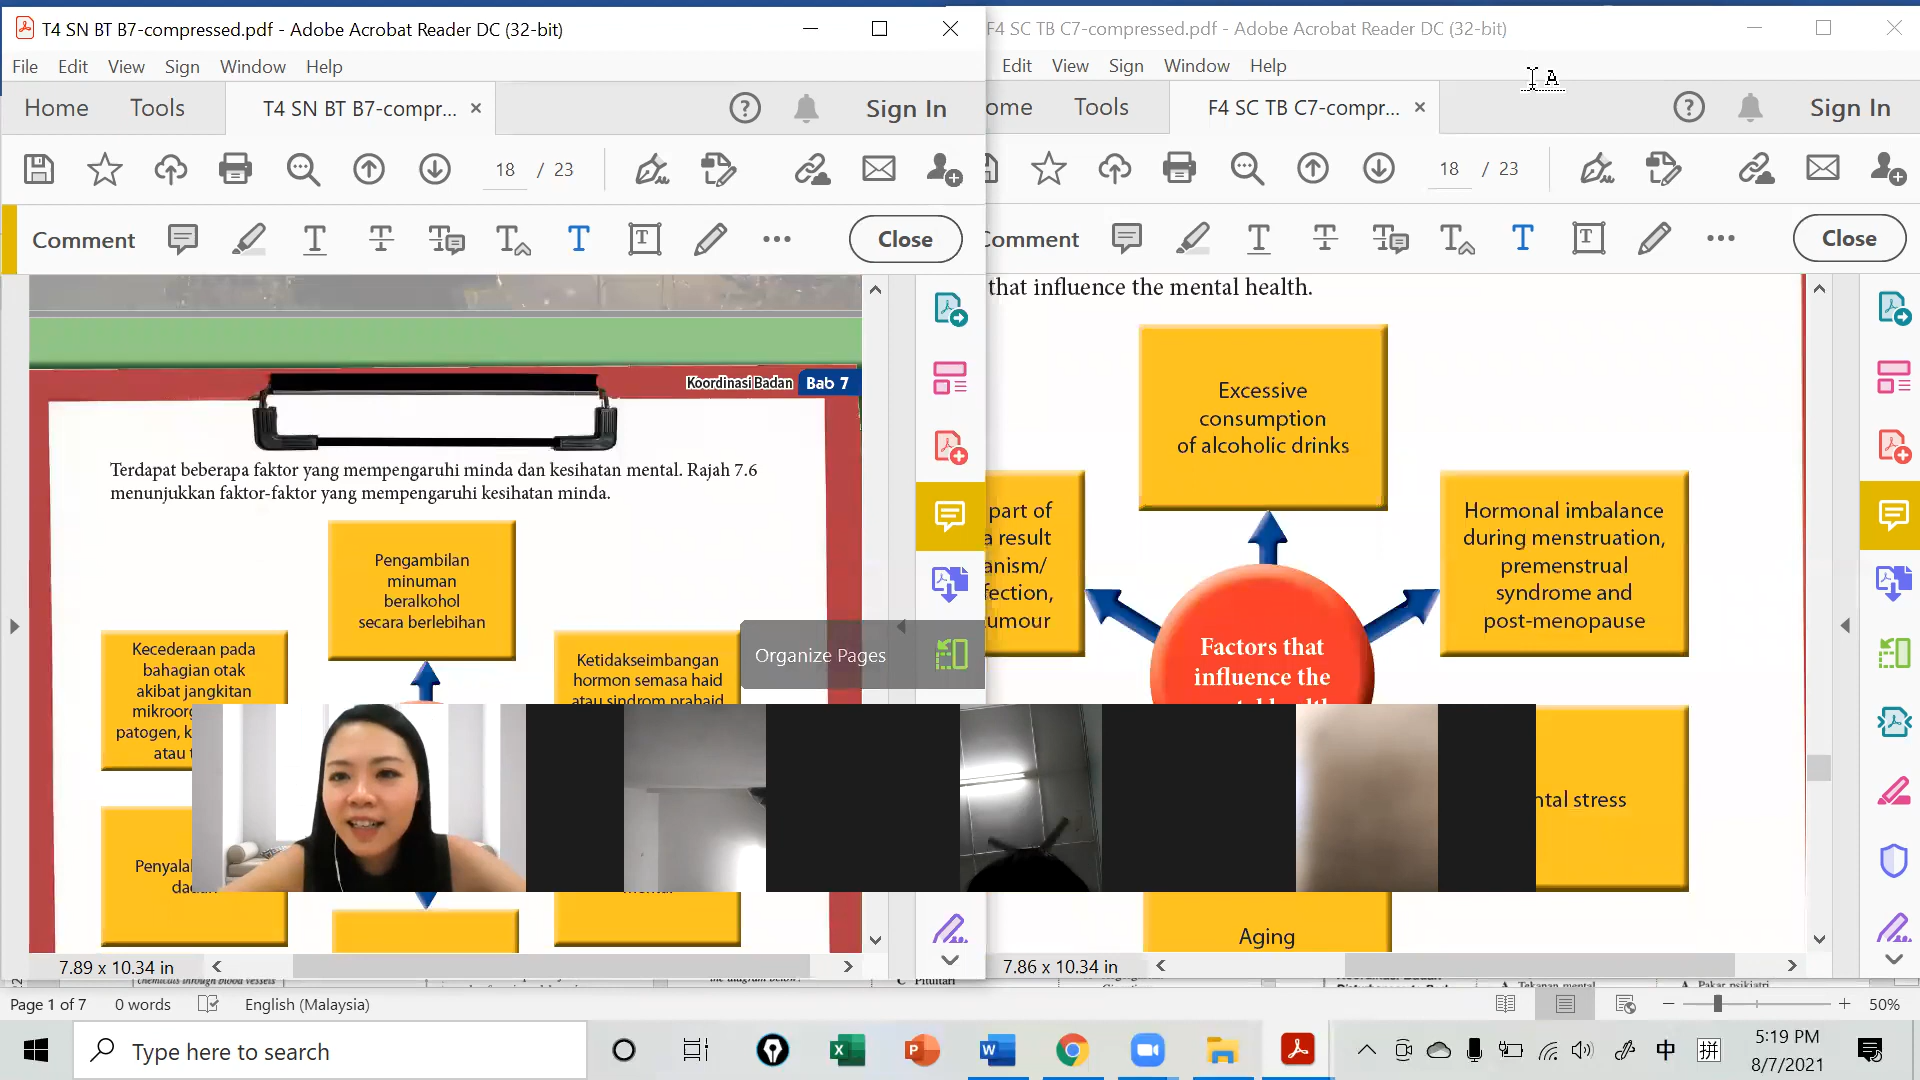 T4 SN BT B7-compressed.pdf - Adobe Acrobat Reader DC (32-bit)
File Edit View Sign Window Help
Home Tools T4 SN BT B7-compr... × Sign In
18 / 23
Comment Close
Koordinasi Badan Bab 7
Terdapat beberapa faktor yang mempengaruhi minda dan kesihatan mental. Rajah 7.6
menunjukkan faktor-faktor yang mempengaruhi kesihatan minda.
Pengambilan
minuman
beralkohol
secara berlebihan
Kecederaan pada
bahagian otak
akibat jangkitan
patogen,
atau
Ketidakseimbangan
hormon semasa haid
atau sindrom prahaid
Organize Pages
7.89 x 10.34 in
F4 SC TB C7-compressed.pdf - Adobe Acrobat Reader DC (32-bit)
Edit View Sign Window Help
ome Tools F4 SC TB C7-compr... × Sign In
18 / 23
Comment Close
that influence the mental health.
Excessive
consumption
of alcoholic drinks
part of
a result
anism/
fection,
umour
Hormonal imbalance
during menstruation,
premenstrual
syndrome and
post-menopause
Factors that
influence the
ntal stress
Aging
7.86 x 10.34 in
Page 1 of 7 0 words English (Malaysia) 50%
Type here to search
中 拼
5:19 PM
8/7/2021